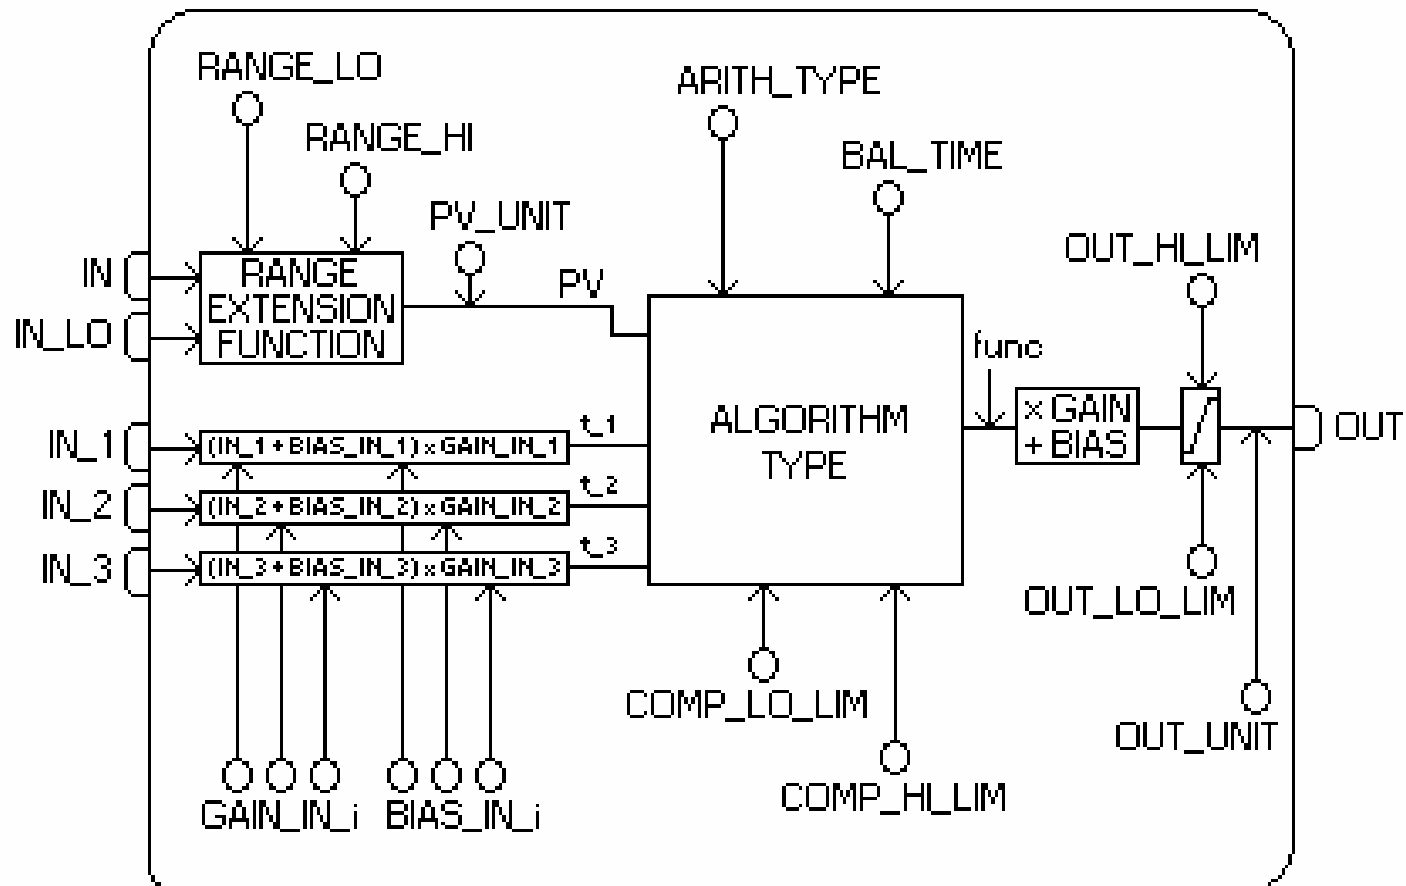 RANGE_LO
ARITH_TYPE
RANGE_HI
BAL_TIME
PV_UNIT
OUT_HI_LIM
IN
RANGE
EXTENSION
FUNCTION
PV
IN_LO
func
ALGORITHM
TYPE
× GAIN
+ BIAS
OUT
IN_1
(IN_1+BIAS_IN_1)×GAIN_IN_1
t_1
IN_2
(IN_2+BIAS_IN_2)×GAIN_IN_2
t_2
IN_3
(IN_3+BIAS_IN_3)×GAIN_IN_3
t_3
OUT_LO_LIM
COMP_LO_LIM
OUT_UNIT
COMP_HI_LIM
GAIN_IN_i
BIAS_IN_i